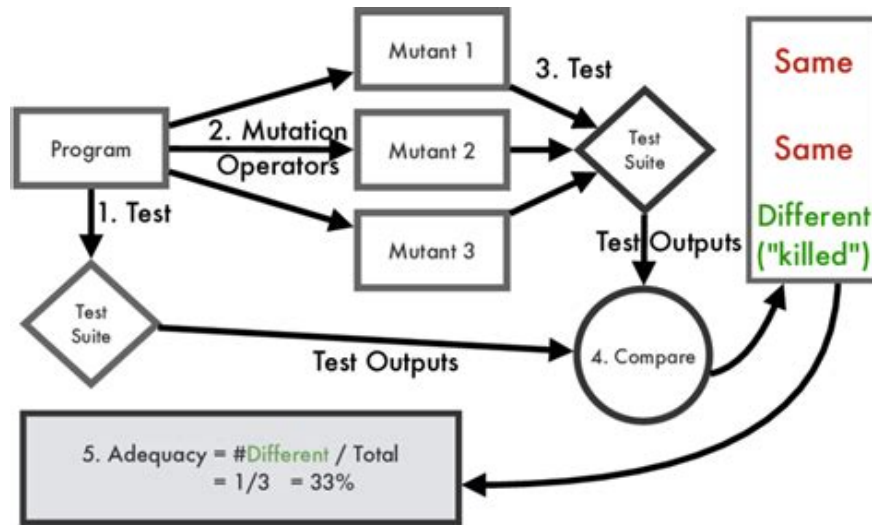 Program
1. Test
Test
Suite
2. Mutation
Operators
Mutant 1
Mutant 2
Mutant 3
3. Test
Test
Suite
Test Outputs
Test Outputs
4. Compare
Same
Same
Different
("killed")
5. Adequacy = #Different / Total
= 1/3 = 33%